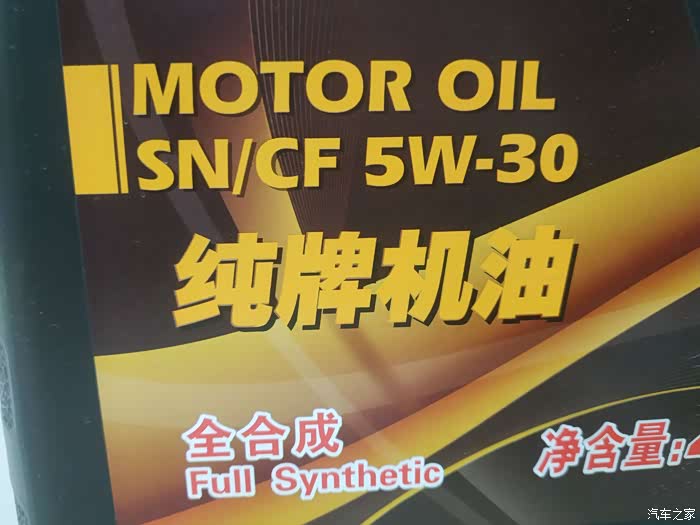 MOTOR OIL
SN/CF 5W-30
纯牌机油
全合成
Full Synthetic
净含量:
汽车之家